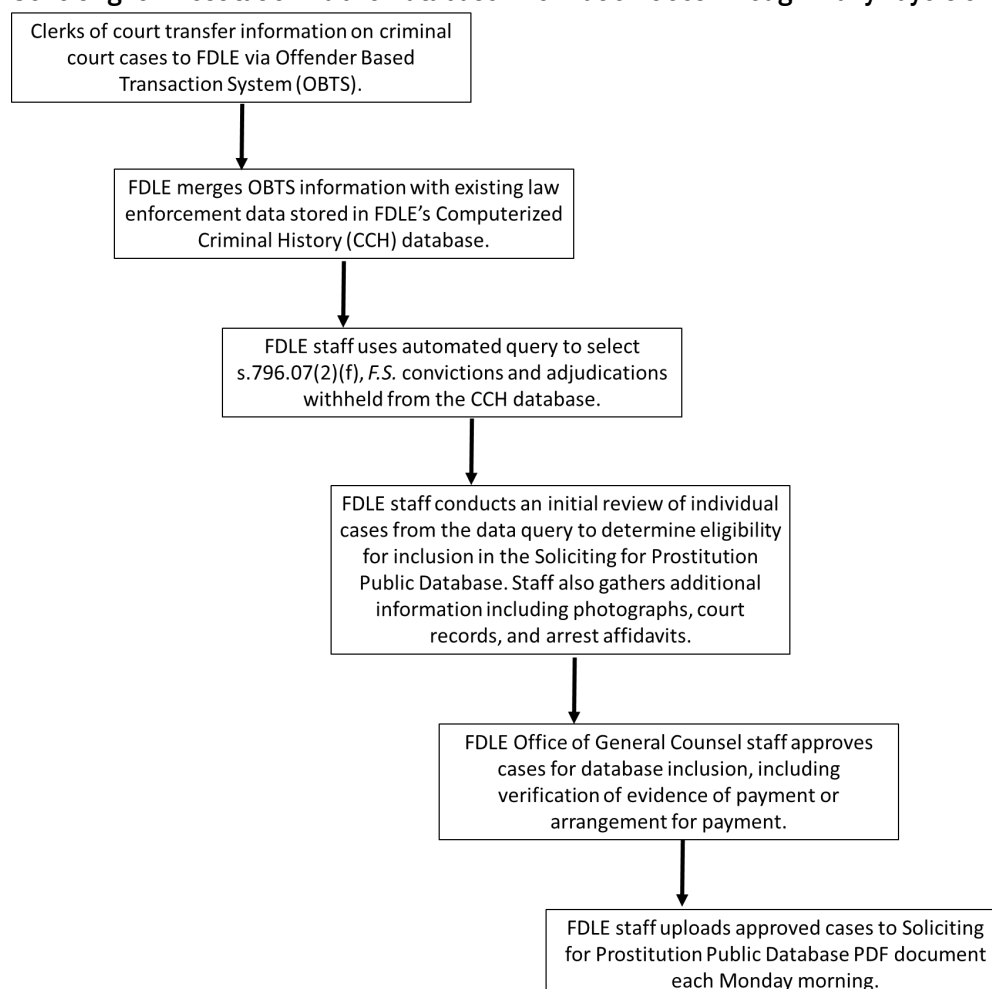 Clerks of court transfer information on criminal
court cases to FDLE via Offender Based
Transaction System (OBTS).
FDLE merges OBTS information with existing law
enforcement data stored in FDLE's Computerized
Criminal History (CCH) database.
FDLE staff uses automated query to select
s.796.07(2)(f), F.S. convictions and adjudications
withheld from the CCH database.
FDLE staff conducts an initial review of individual
cases from the data query to determine eligibility
for inclusion in the Soliciting for Prostitution
Public Database. Staff also gathers additional
information including photographs, court
records, and arrest affidavits.
FDLE Office of General Counsel staff approves
cases for database inclusion, including
verification of evidence of payment or
arrangement for payment.
FDLE staff uploads approved cases to Soliciting
for Prostitution Public Database PDF document
each Monday morning.